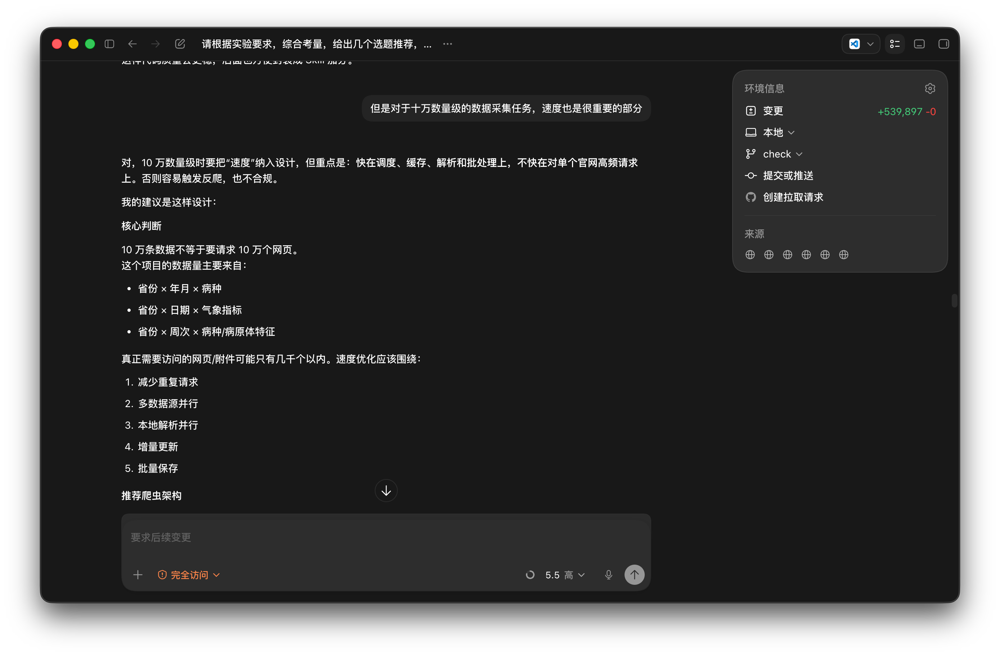 请根据实验要求，综合考量，给出几个选题推荐，...
但是对于十万数量级的数据采集任务，速度也是很重要的部分
对，10 万数量级时要把“速度”纳入设计，但重点是：快在调度、缓存、解析和批处理上，不快在对单个官网高频请求
上。否则容易触发反爬，也不合规。
我的建议是这样设计：
核心判断
10 万条数据不等于要请求 10 万个网页。
这个项目的数据量主要来自：
• 省份 × 年月 × 病种
• 省份 × 日期 × 气象指标
• 省份 × 周次 × 病种/病原体特征
真正需要访问的网页/附件可能只有几千个以内。速度优化应该围绕：
1. 减少重复请求
2. 多数据源并行
3. 本地解析并行
4. 增量更新
5. 批量保存
推荐爬虫架构
要求后续变更
完全访问
5.5 高
环境信息
变更 +539,897 -0
本地
check
提交或推送
创建拉取请求
来源